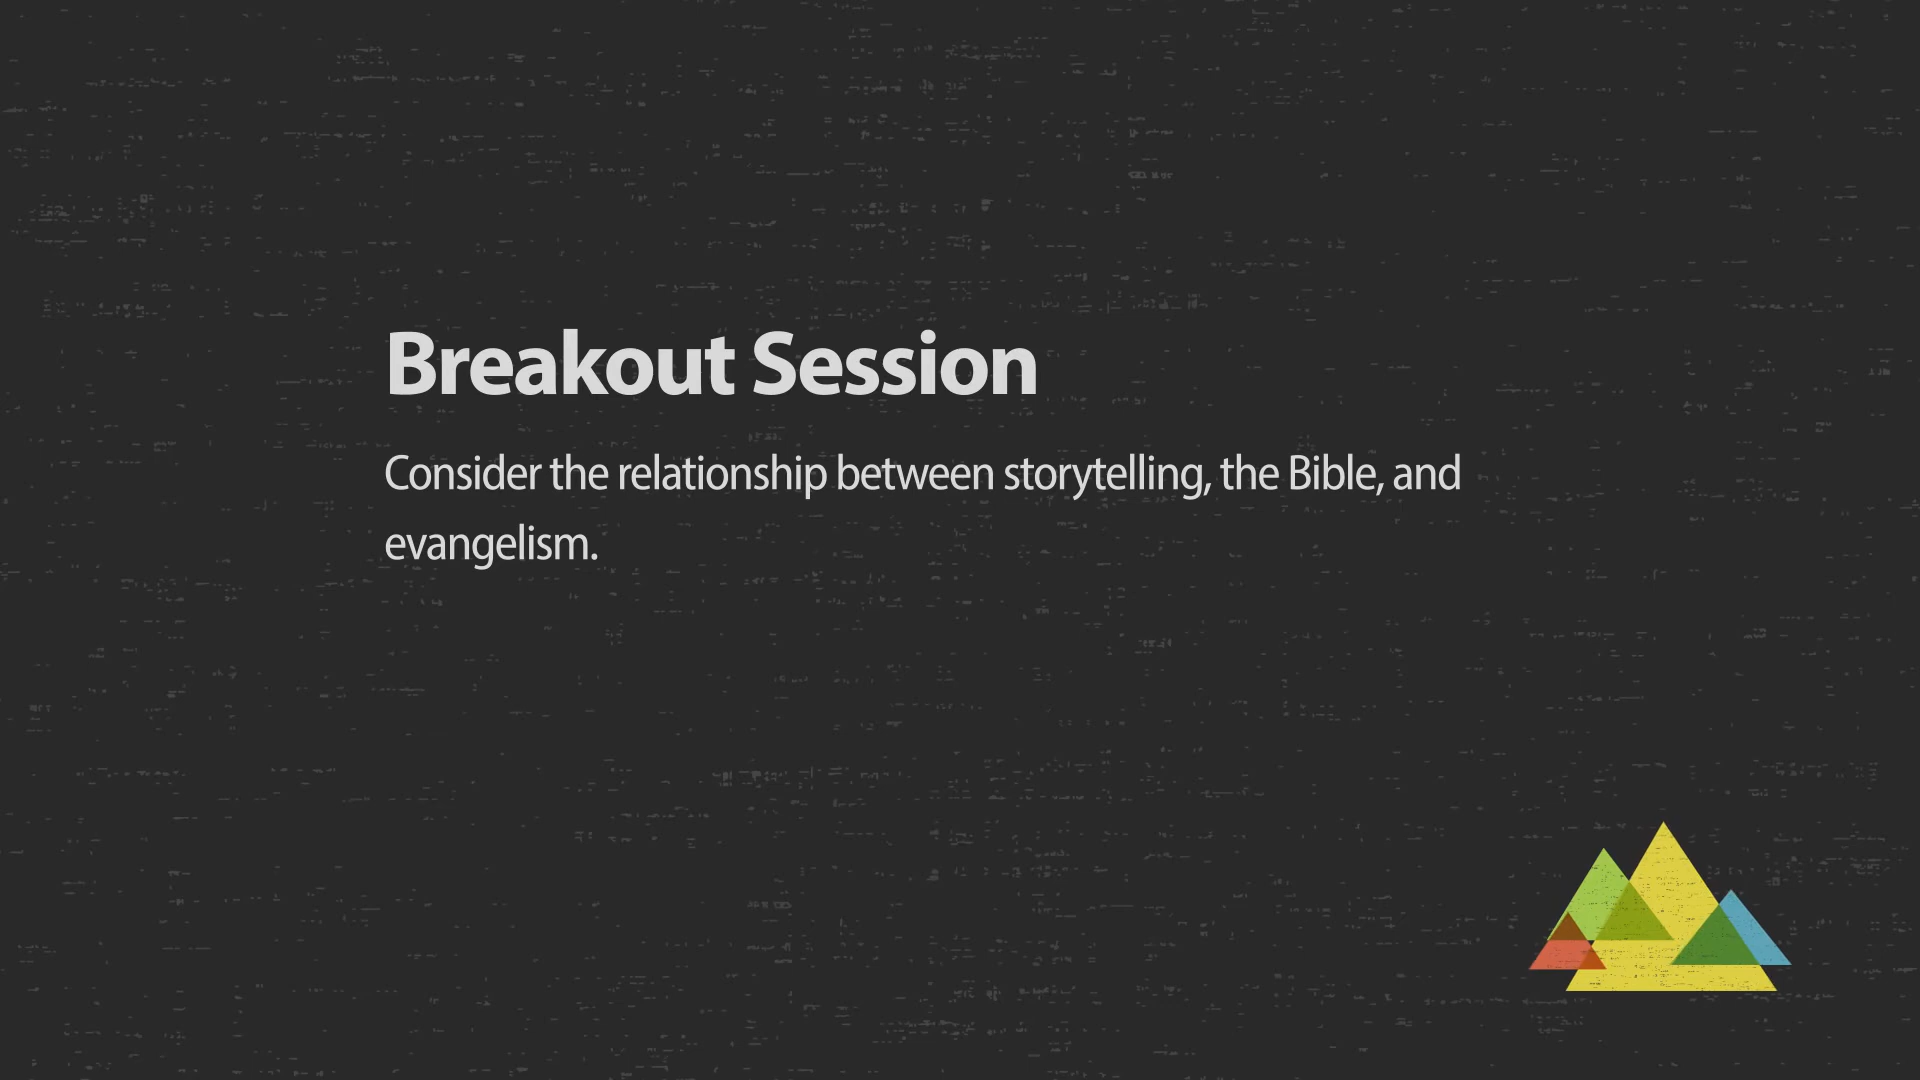 Breakout Session
Consider the relationship between storytelling, the Bible, and
evangelism.